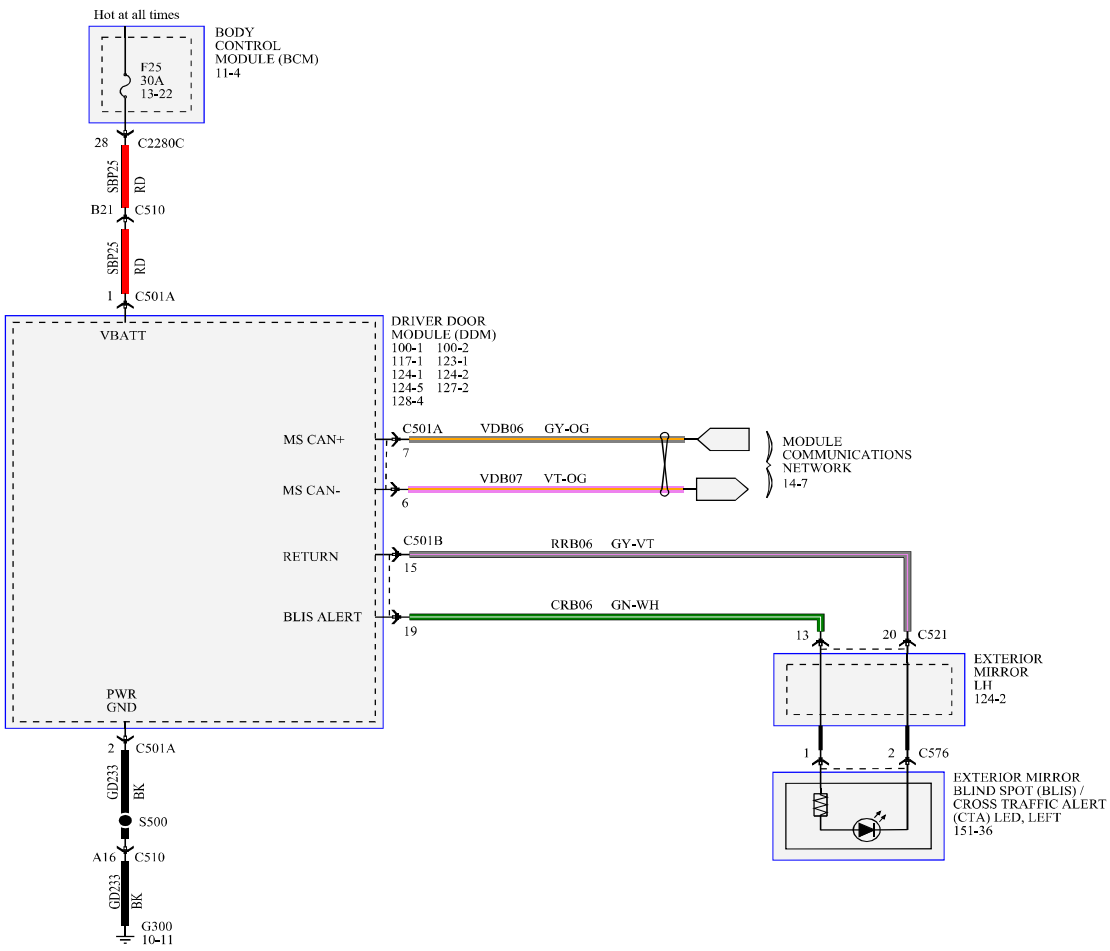 Hot at all times
BODY
CONTROL
MODULE (BCM)
11-4
F25
30A
13-22
28
C2280C
SBP25
RD
B21
C510
SBP25
RD
1
C501A
VBATT
DRIVER DOOR
MODULE (DDM)
100-1 100-2
117-1 123-1
124-1 124-2
124-5 127-2
128-4
MS CAN+
C501A
7
VDB06 GY-OG
MODULE
COMMUNICATIONS
NETWORK
14-7
MS CAN-
6
VDB07 VT-OG
RETURN
C501B
15
RRB06 GY-VT
BLIS ALERT
19
CRB06 GN-WH
13
20
C521
EXTERIOR
MIRROR
LH
124-2
PWR
GND
2
C501A
GD233
BK
S500
A16
C510
GD233
BK
G300
10-11
1
2
C576
EXTERIOR MIRROR
BLIND SPOT (BLIS) /
CROSS TRAFFIC ALERT
(CTA) LED, LEFT
151-36